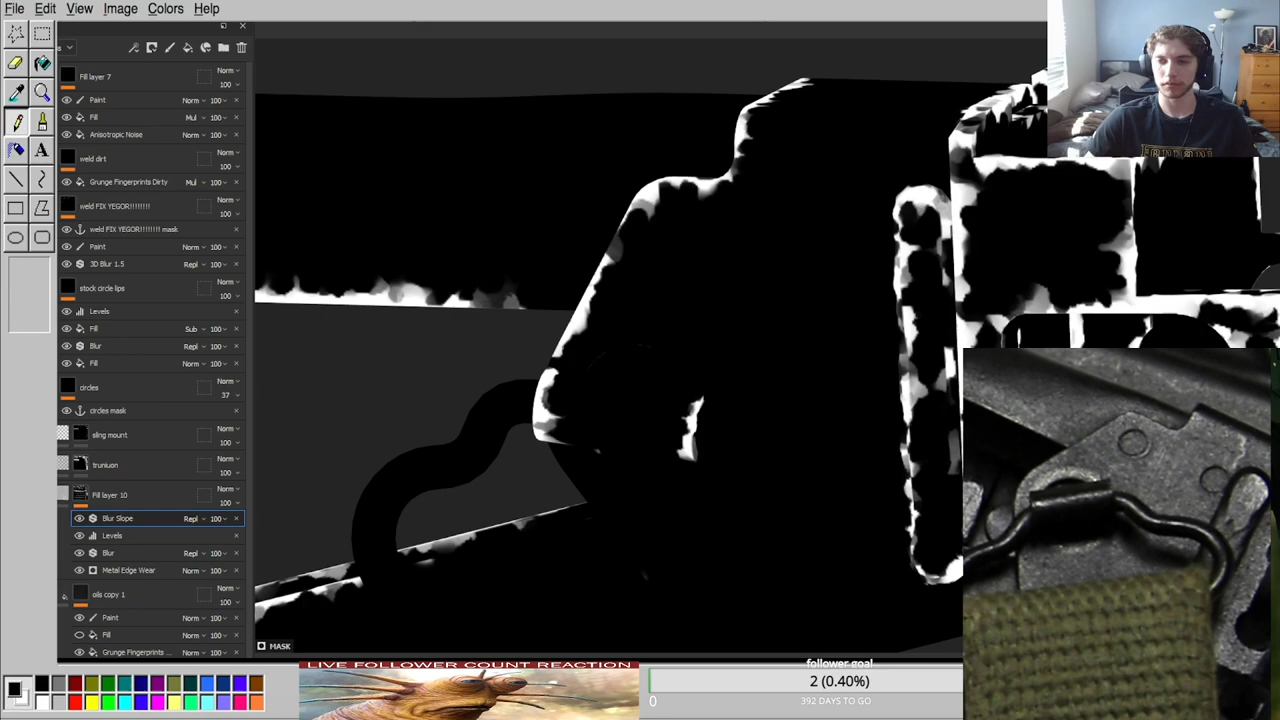 File Edit View Image Colors Help
Fill layer 7 Norm 100
Paint Norm 100
Fill Mul 100
Anisotropic Noise Norm 100
weld dirt Norm 100
Grunge Fingerprints Dirty Mul 100
weld FIX YEGOR!!!!!!!! Norm 100
weld FIX YEGOR!!!!!!!! mask
Paint Norm 100
3D Blur 1.5 Repl 100
stock circle lips Norm 100
Levels
Fill Sub 100
Blur Repl 100
Fill Norm 100
circles Norm 37
circles mask
sling mount Norm 100
truniuon Norm 100
Fill layer 10 Norm 100
Blur Slope Repl 100
Levels
Blur Repl 100
Metal Edge Wear Norm 100
oils copy 1 Norm 100
Paint Norm 100
Fill Norm 100
Grunge Fingerprints ... Norm 100
MASK
LIVE FOLLOWER COUNT REACTION
follower goal
2 (0.40%)
0
392 DAYS TO GO